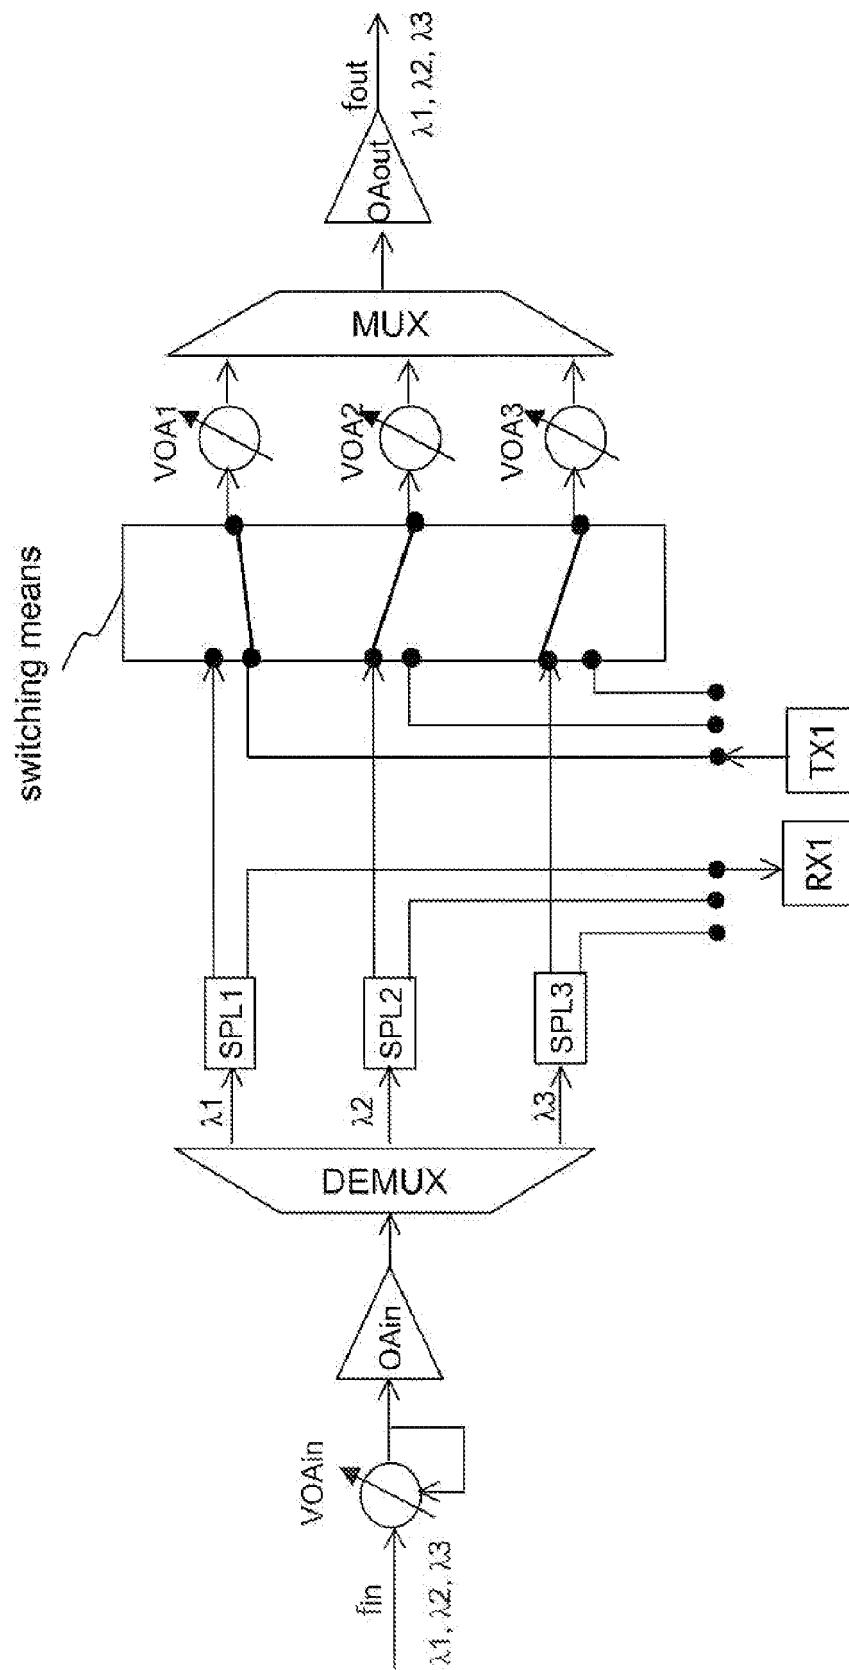 switching means
fin
λ1, λ2, λ3
VOAin
OAin
DEMUX
λ1
λ2
λ3
SPL1
SPL2
SPL3
RX1
TX1
VOA1
VOA2
VOA3
MUX
OAout
fout
λ1, λ2, λ3